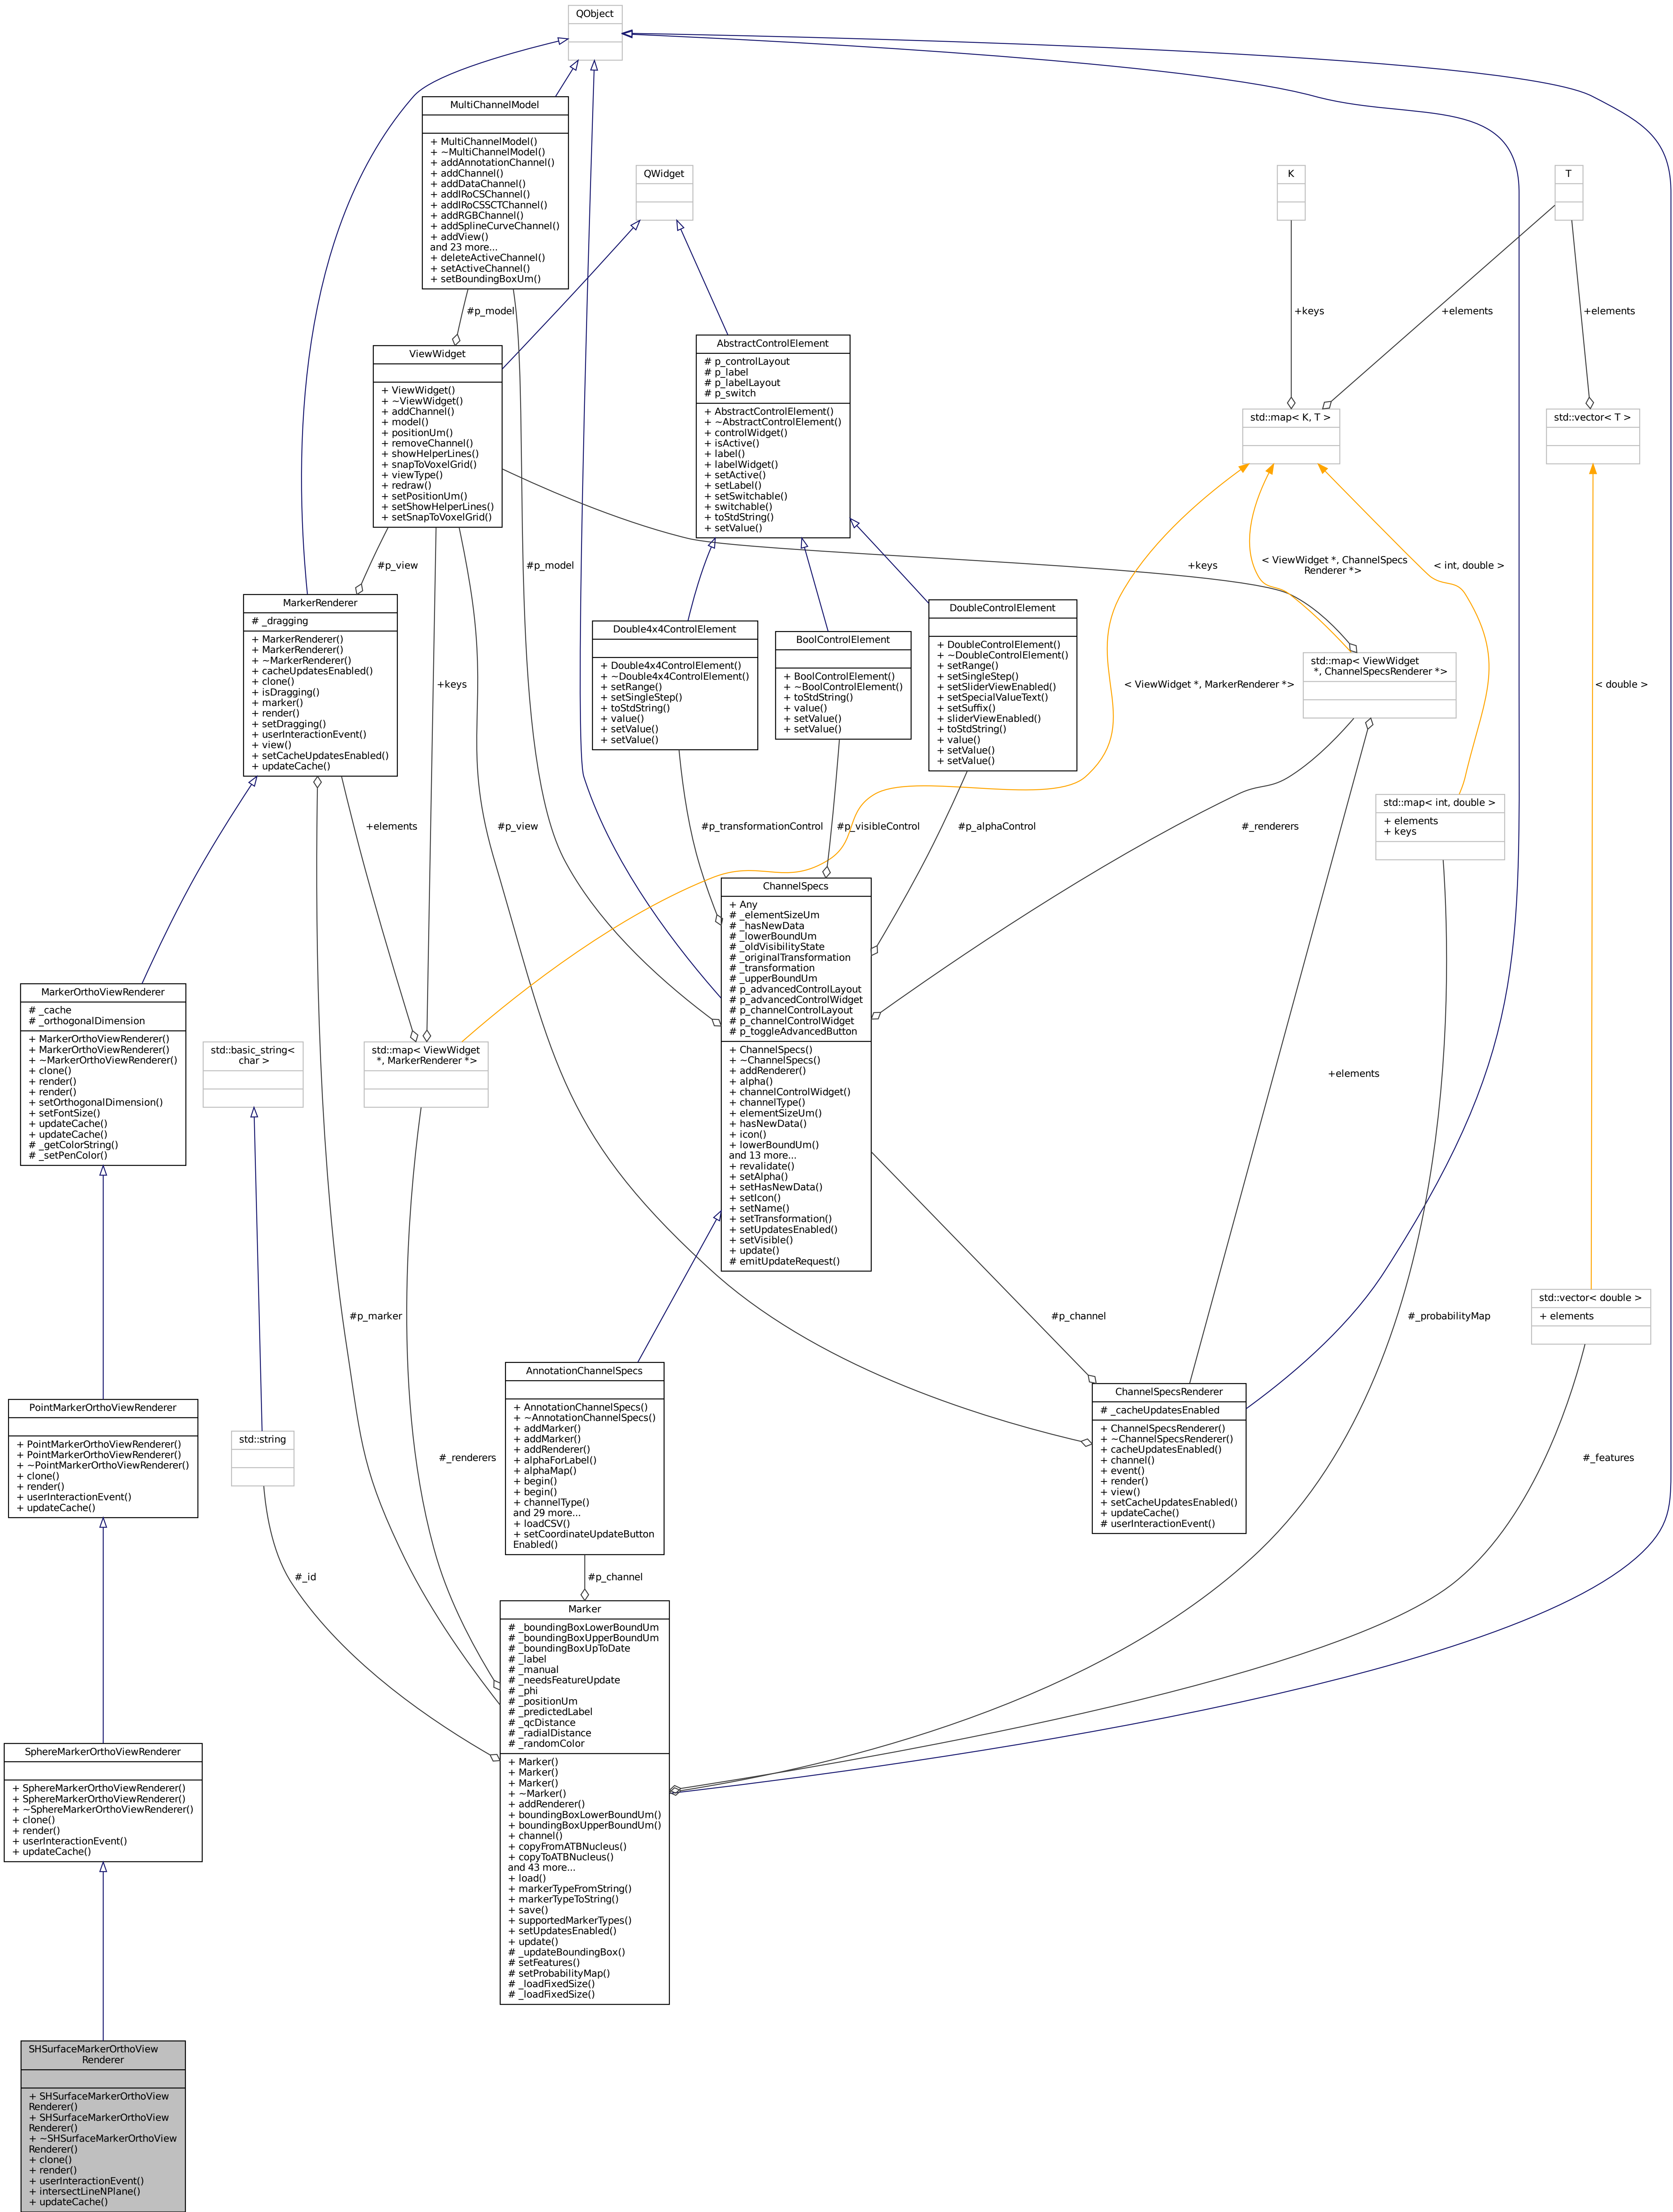 QObject
MultiChannelModel
+ MultiChannelModel()
+ ~MultiChannelModel()
+ addAnnotationChannel()
+ addChannel()
+ addDataChannel()
+ addIRoCSChannel()
+ addIRoCSSCTChannel()
+ addRGBChannel()
+ addSplineCurveChannel()
+ addView()
and 23 more...
+ deleteActiveChannel()
+ setActiveChannel()
+ setBoundingBoxUm()
QWidget
K
T
#p_model
+keys
+elements
+elements
ViewWidget
+ ViewWidget()
+ ~ViewWidget()
+ addChannel()
+ model()
+ positionUm()
+ removeChannel()
+ showHelperLines()
+ snapToVoxelGrid()
+ viewType()
+ redraw()
+ setPositionUm()
+ setShowHelperLines()
+ setSnapToVoxelGrid()
AbstractControlElement
# p_controlLayout
# p_label
# p_labelLayout
# p_switch
+ AbstractControlElement()
+ ~AbstractControlElement()
+ controlWidget()
+ isActive()
+ label()
+ labelWidget()
+ setActive()
+ setLabel()
+ setSwitchable()
+ switchable()
+ toStdString()
+ setValue()
std::map< K, T >
std::vector< T >
#p_view
#p_model
+keys
< ViewWidget *, ChannelSpecs
Renderer *>
< int, double >
MarkerRenderer
# _dragging
+ MarkerRenderer()
+ MarkerRenderer()
+ ~MarkerRenderer()
+ cacheUpdatesEnabled()
+ clone()
+ isDragging()
+ marker()
+ render()
+ setDragging()
+ userInteractionEvent()
+ view()
+ setCacheUpdatesEnabled()
+ updateCache()
+keys
Double4x4ControlElement
+ Double4x4ControlElement()
+ ~Double4x4ControlElement()
+ setRange()
+ setSingleStep()
+ toStdString()
+ value()
+ setValue()
+ setValue()
BoolControlElement
+ BoolControlElement()
+ ~BoolControlElement()
+ toStdString()
+ value()
+ setValue()
+ setValue()
DoubleControlElement
+ DoubleControlElement()
+ ~DoubleControlElement()
+ setRange()
+ setSingleStep()
+ setSliderViewEnabled()
+ setSpecialValueText()
+ setSuffix()
+ sliderViewEnabled()
+ toStdString()
+ value()
+ setValue()
+ setValue()
< ViewWidget *, MarkerRenderer *>
std::map< ViewWidget
*, ChannelSpecsRenderer *>
< double >
std::map< int, double >
+ elements
+ keys
+elements
#p_view
#p_transformationControl
#p_visibleControl
#p_alphaControl
#_renderers
ChannelSpecs
+ Any
# _elementSizeUm
# _hasNewData
# _lowerBoundUm
# _oldVisibilityState
# _originalTransformation
# _transformation
# _upperBoundUm
# p_advancedControlLayout
# p_advancedControlWidget
# p_channelControlLayout
# p_channelControlWidget
# p_toggleAdvancedButton
+ ChannelSpecs()
+ ~ChannelSpecs()
+ addRenderer()
+ alpha()
+ channelControlWidget()
+ channelType()
+ elementSizeUm()
+ hasNewData()
+ icon()
+ lowerBoundUm()
and 13 more...
+ revalidate()
+ setAlpha()
+ setHasNewData()
+ setIcon()
+ setName()
+ setTransformation()
+ setUpdatesEnabled()
+ setVisible()
+ update()
# emitUpdateRequest()
MarkerOrthoViewRenderer
# _cache
# _orthogonalDimension
+ MarkerOrthoViewRenderer()
+ MarkerOrthoViewRenderer()
+ ~MarkerOrthoViewRenderer()
+ clone()
+ render()
+ render()
+ setOrthogonalDimension()
+ setFontSize()
+ updateCache()
+ updateCache()
# _getColorString()
# _setPenColor()
std::basic_string<
char >
std::map< ViewWidget
*, MarkerRenderer *>
+elements
#p_marker
#p_channel
#_probabilityMap
std::vector< double >
+ elements
AnnotationChannelSpecs
+ AnnotationChannelSpecs()
+ ~AnnotationChannelSpecs()
+ addMarker()
+ addMarker()
+ addRenderer()
+ alphaForLabel()
+ alphaMap()
+ begin()
+ begin()
+ channelType()
and 29 more...
+ loadCSV()
+ setCoordinateUpdateButton
Enabled()
ChannelSpecsRenderer
# _cacheUpdatesEnabled
+ ChannelSpecsRenderer()
+ ~ChannelSpecsRenderer()
+ cacheUpdatesEnabled()
+ channel()
+ event()
+ render()
+ view()
+ setCacheUpdatesEnabled()
+ updateCache()
# userInteractionEvent()
PointMarkerOrthoViewRenderer
+ PointMarkerOrthoViewRenderer()
+ PointMarkerOrthoViewRenderer()
+ ~PointMarkerOrthoViewRenderer()
+ clone()
+ render()
+ userInteractionEvent()
+ updateCache()
std::string
#_renderers
#_features
#_id
#p_channel
Marker
# _boundingBoxLowerBoundUm
# _boundingBoxUpperBoundUm
# _boundingBoxUpToDate
# _label
# _manual
# _needsFeatureUpdate
# _phi
# _positionUm
# _predictedLabel
# _qcDistance
# _radialDistance
# _randomColor
+ Marker()
+ Marker()
+ Marker()
+ ~Marker()
+ addRenderer()
+ boundingBoxLowerBoundUm()
+ boundingBoxUpperBoundUm()
+ channel()
+ copyFromATBNucleus()
+ copyToATBNucleus()
and 43 more...
+ load()
+ markerTypeFromString()
+ markerTypeToString()
+ save()
+ supportedMarkerTypes()
+ setUpdatesEnabled()
+ update()
# _updateBoundingBox()
# setFeatures()
# setProbabilityMap()
# _loadFixedSize()
# _loadFixedSize()
SphereMarkerOrthoViewRenderer
+ SphereMarkerOrthoViewRenderer()
+ SphereMarkerOrthoViewRenderer()
+ ~SphereMarkerOrthoViewRenderer()
+ clone()
+ render()
+ userInteractionEvent()
+ updateCache()
SHSurfaceMarkerOrthoView
Renderer
+ SHSurfaceMarkerOrthoView
Renderer()
+ SHSurfaceMarkerOrthoView
Renderer()
+ ~SHSurfaceMarkerOrthoView
Renderer()
+ clone()
+ render()
+ userInteractionEvent()
+ intersectLineNPlane()
+ updateCache()